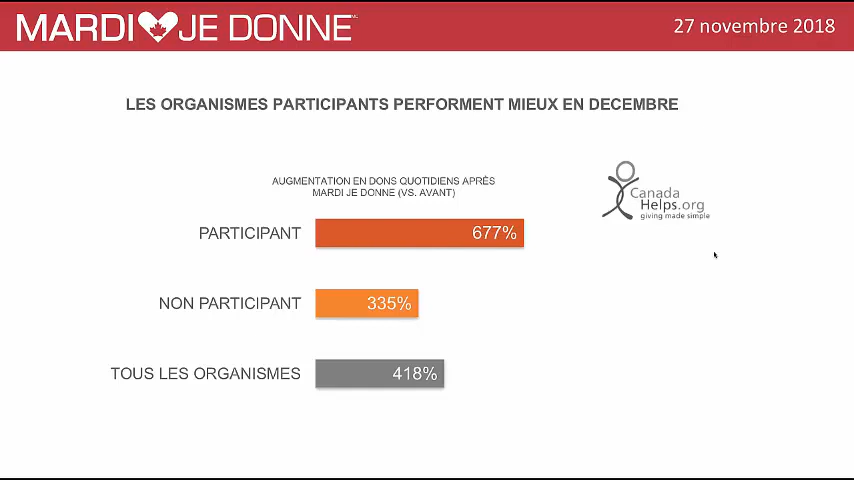 MARDI JE DONNE
27 novembre 2018
LES ORGANISMES PARTICIPANTS PERFORMENT MIEUX EN DECEMBRE
AUGMENTATION EN DONS QUOTIDIENS APRÈS
MARDI JE DONNE (VS. AVANT)
Canada
Helps.org
giving made simple
PARTICIPANT 677%
NON PARTICIPANT 335%
TOUS LES ORGANISMES 418%